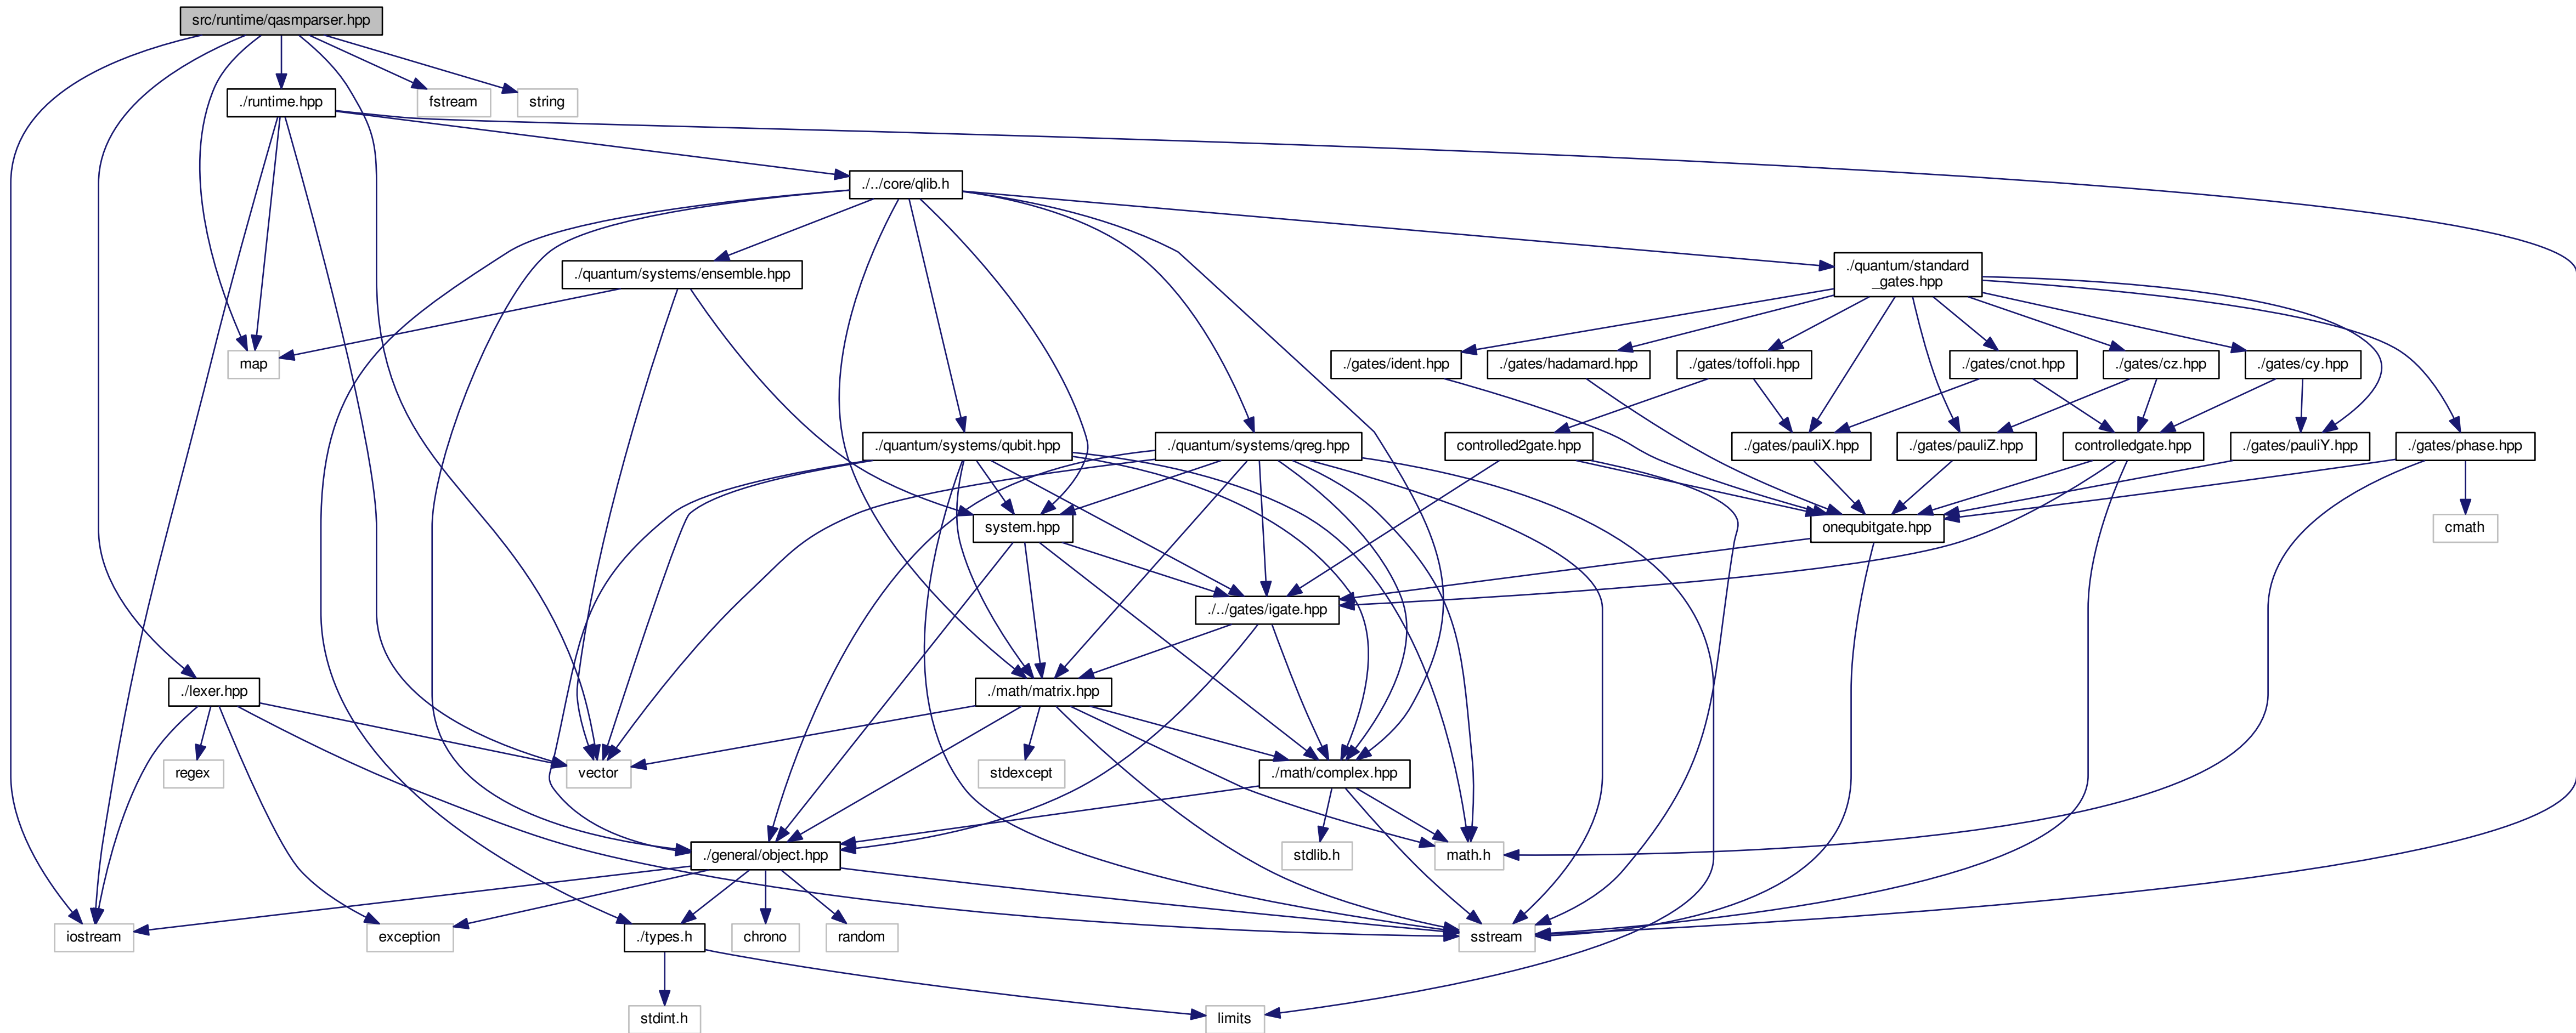 src/runtime/qasmparser.hpp
./runtime.hpp
fstream
string
./../core/qlib.h
./quantum/systems/ensemble.hpp
./quantum/standard
_gates.hpp
map
./gates/ident.hpp
./gates/hadamard.hpp
./gates/toffoli.hpp
./gates/cnot.hpp
./gates/cz.hpp
./gates/cy.hpp
./quantum/systems/qubit.hpp
./quantum/systems/qreg.hpp
controlled2gate.hpp
./gates/pauliX.hpp
./gates/pauliZ.hpp
controlledgate.hpp
./gates/pauliY.hpp
./gates/phase.hpp
system.hpp
onequbitgate.hpp
cmath
./../gates/igate.hpp
./lexer.hpp
./math/matrix.hpp
regex
vector
stdexcept
./math/complex.hpp
./general/object.hpp
stdlib.h
math.h
iostream
exception
./types.h
chrono
random
sstream
stdint.h
limits